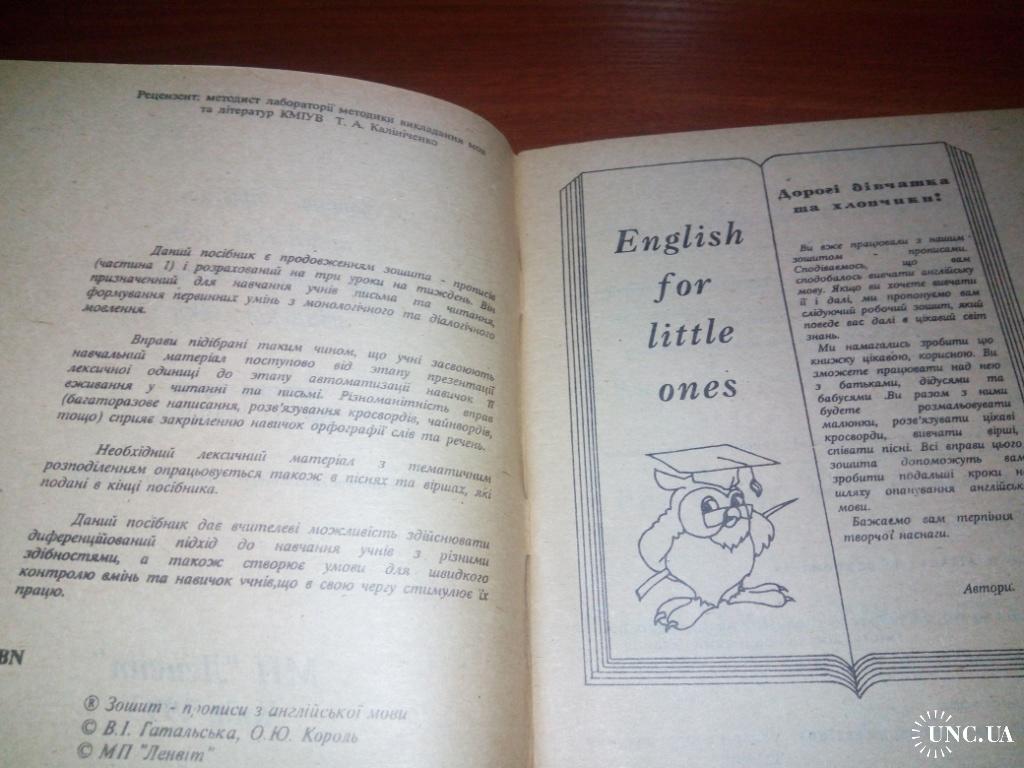 Рецензент: методист лабораторії методики викладання мов
та літератур КМІУВ Т. А. Калініченко
Даний посібник є продовженням зошита - прописів
(частина 1) і розрахований на три уроки на тиждень. Він
призначенний для навчання учнів письма та читання,
формування первинних умінь з монологічного та діалогічного
мовлення.
Вправи підібрані таким чином, що учні засвоюють
навчальний матеріал поступово від етапу презентації
лексичної одиниці до етапу автоматизації навичок її
вживання у читанні та письмі. Різноманітність вправ
(багаторазове написання, розв'язування кросвордів, чайнвордів,
тощо) сприяє закріпленню навичок орфографії слів та речень.
Необхідний лексичний матеріал з тематичним
розподіленням опрацьовується також в піснях та віршах, які
подані в кінці посібника.
Даний посібник дає вчителеві можливість здійснювати
диференційований підхід до навчання учнів з різними
здібностями, а також створює умови для швидкого
контролю вмінь та навичок учнів,що в свою чергу стимулює їх
працю.
BN
® Зошит - прописи з англійської мови
© В.І. Гатальська, О.Ю. Король
© МП "Ленвіт"
English
for
little
ones
Дорогі дівчатка
та хлопчики!
Ви вже працювали з нашим
зошитом - прописами.
Сподіваємось, що вам
сподобалось вивчати англійську
мову. Якщо ви хочете вивчати
її і далі, ми пропонуємо вам
слідуючий робочий зошит, який
поведе вас далі в цікавий світ
знань.
Ми намагались зробити цю
книжку цікавою, корисною. Ви
зможете працювати над нею
з батьками, дідусями та
бабусями .Ви разом з ними
будете розмальовувати
малюнки, розв'язувати цікаві
кросворди, вивчати вірші,
співати пісні. Всі вправи цього
зошита допоможуть вам
зробити подальші кроки н
шляху опанування англійськ
мови.
Бажаємо вам терпіння
творчої наснаги.
Автори.
UNC.UA